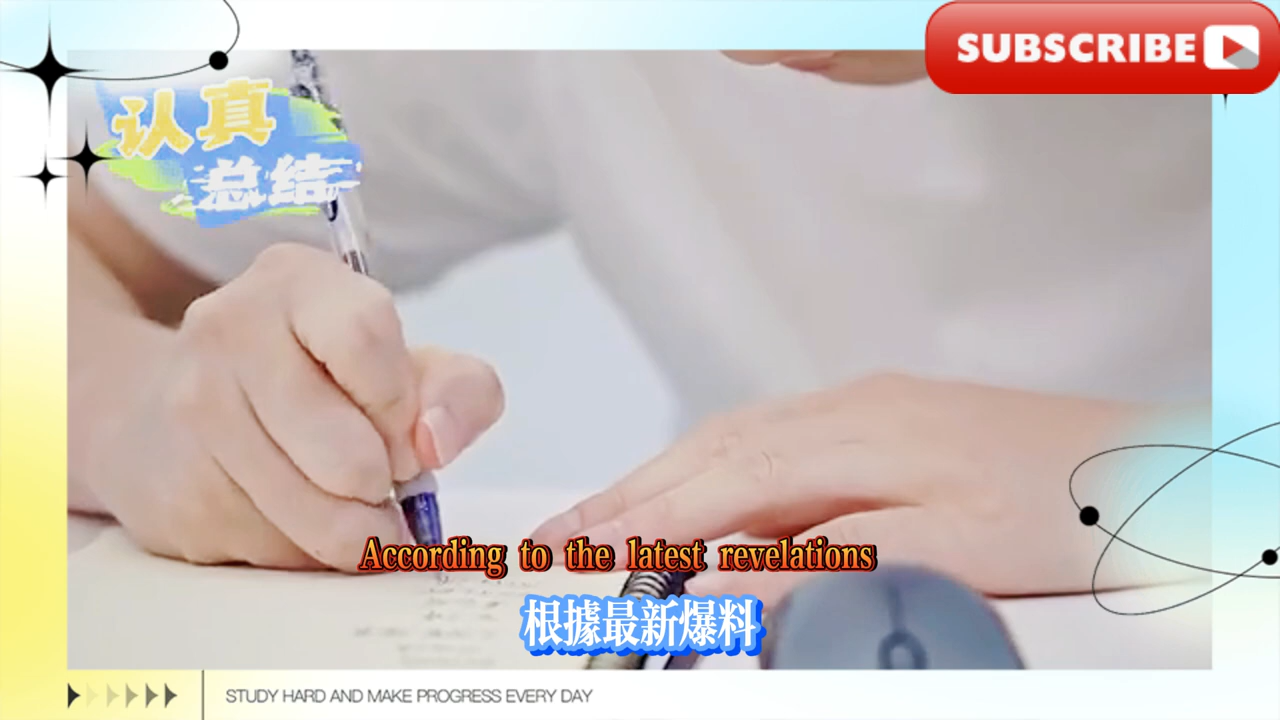 SUBSCRIBE
认真
总结
According to the latest revelations
根據最新爆料
STUDY HARD AND MAKE PROGRESS EVERY DAY